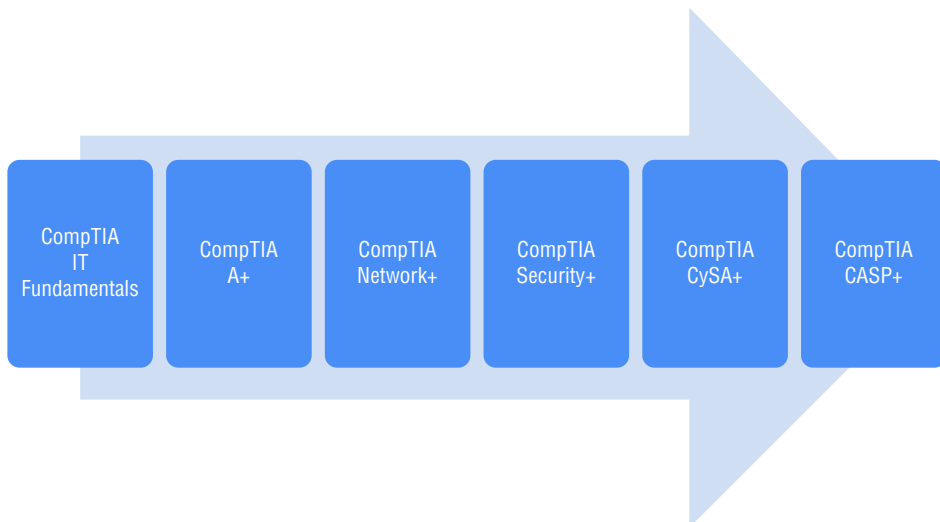 CompTIA
IT
Fundamentals
CompTIA
A+
CompTIA
Network+
CompTIA
Security+
CompTIA
CySA+
CompTIA
CASP+